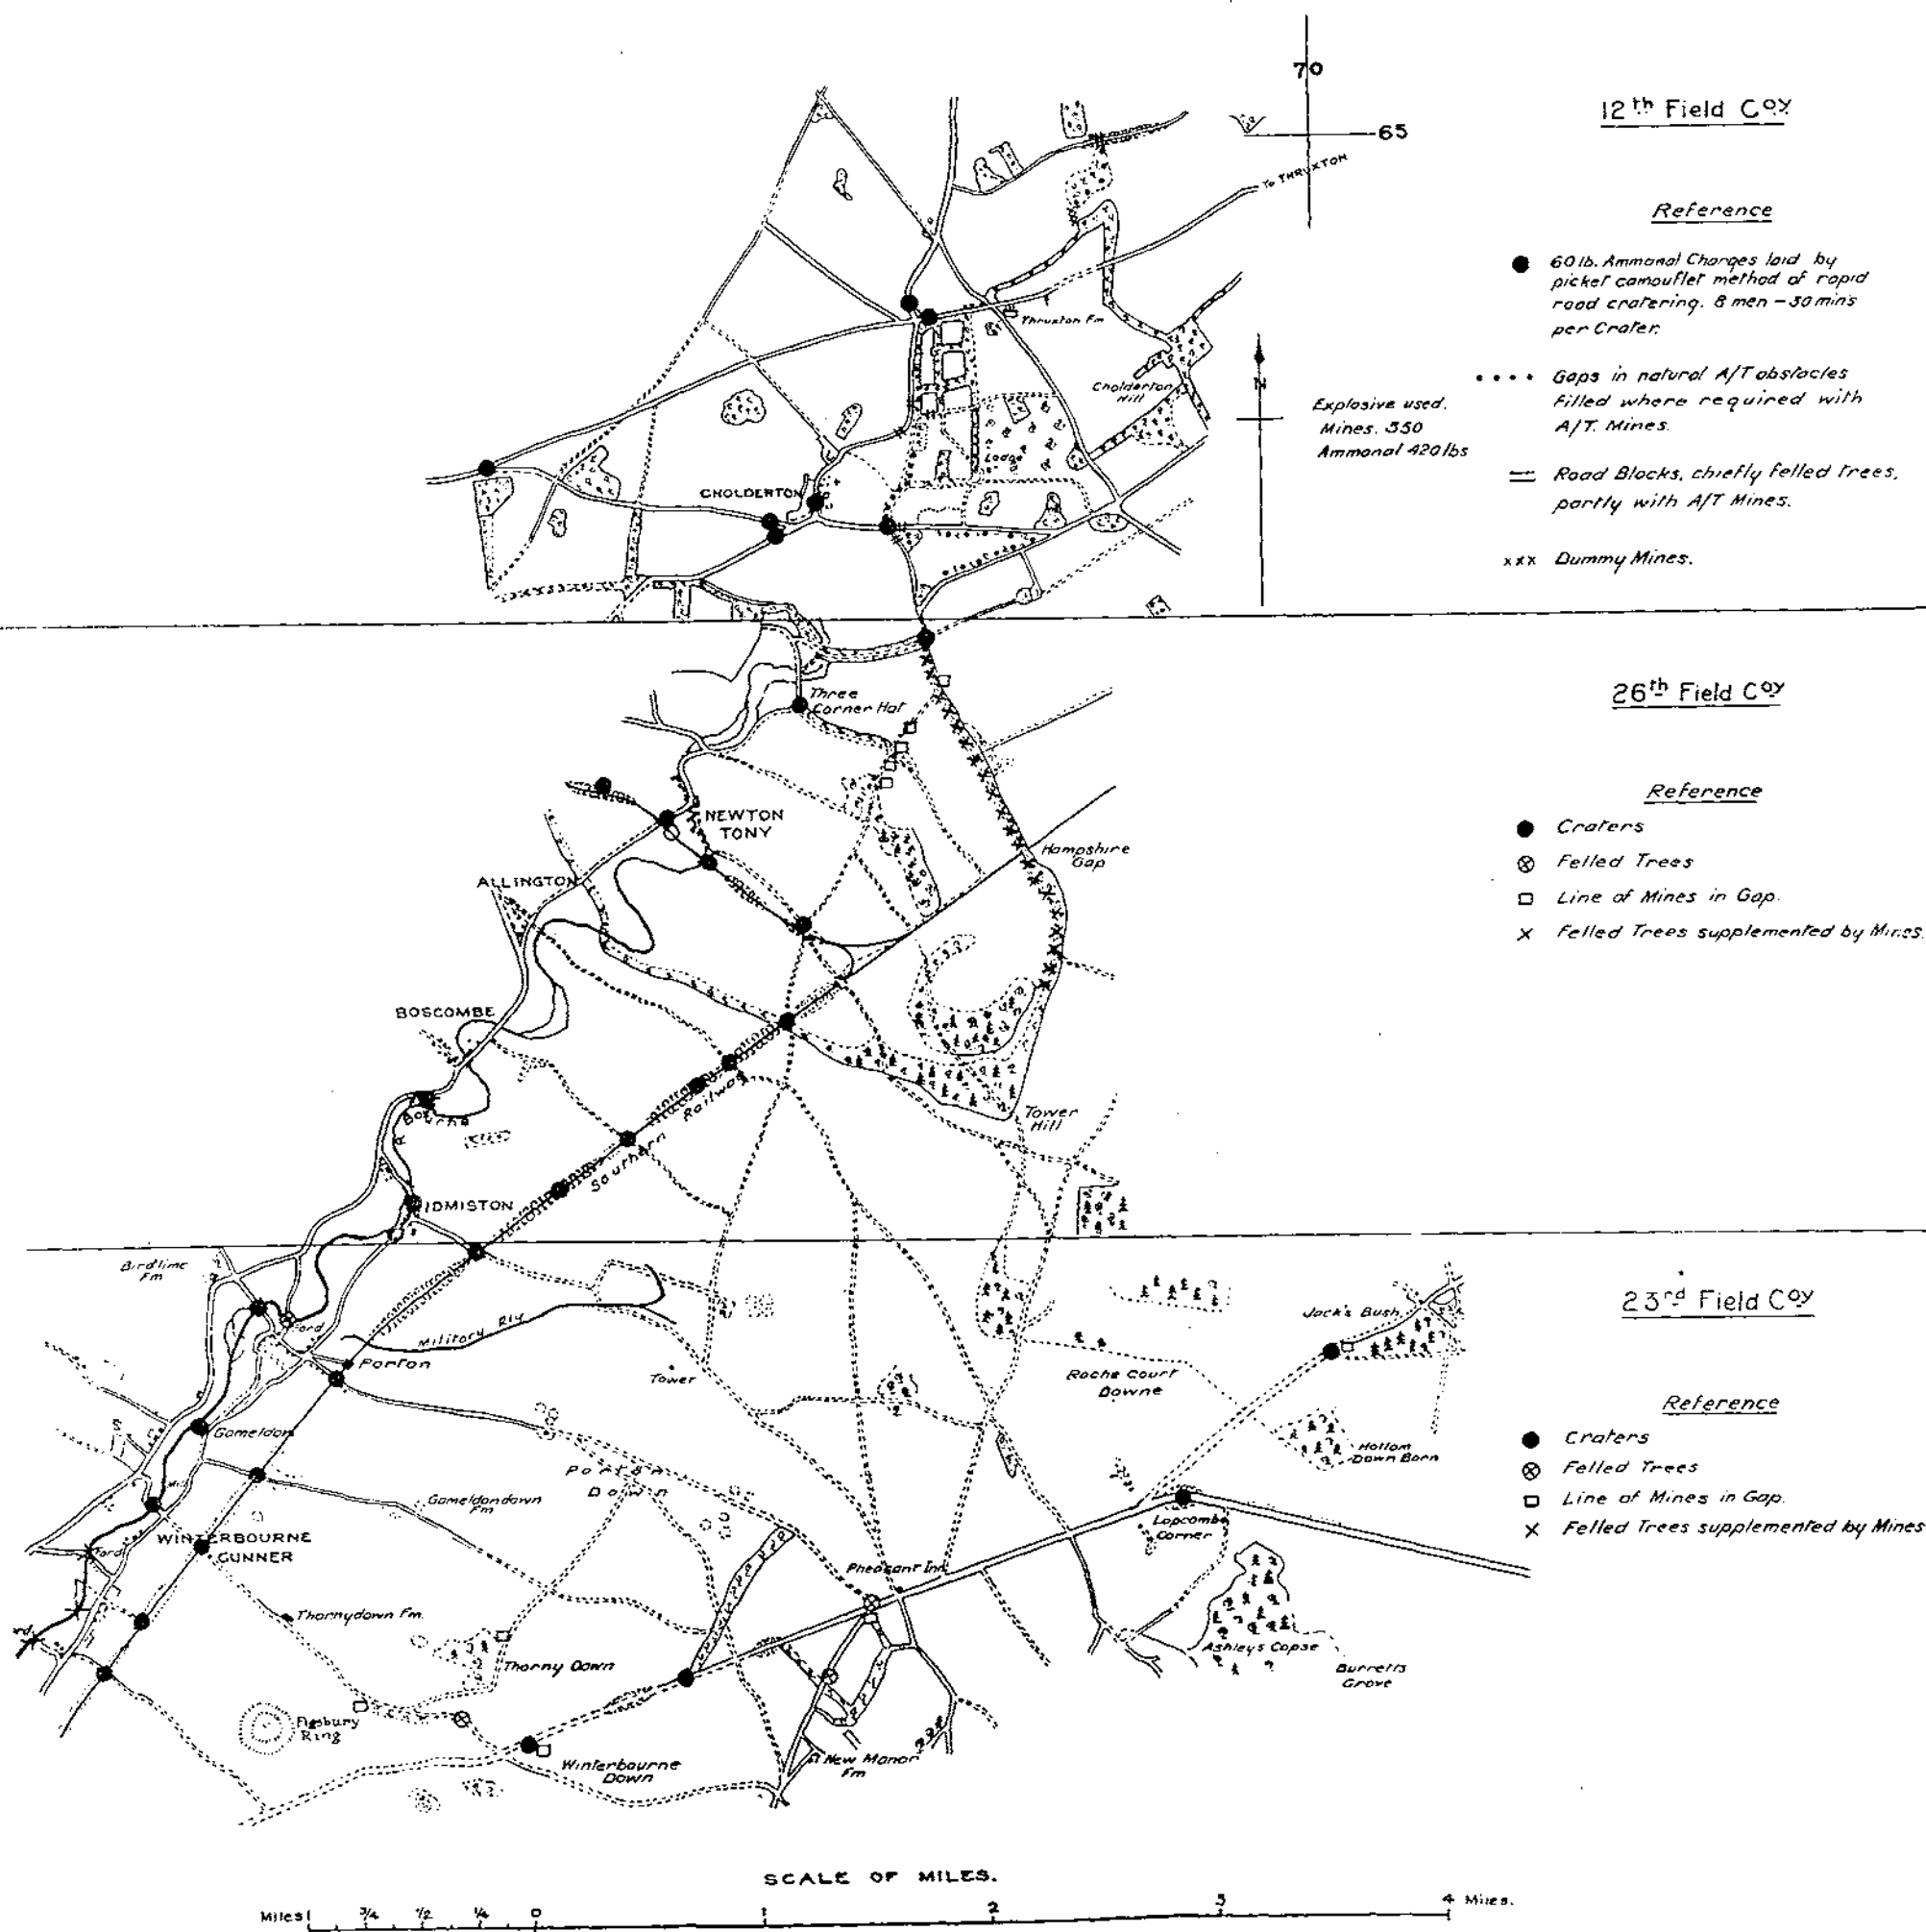 70
65
To THRUXTON
12th Field Coy
Reference
60 lb. Ammonal Charges laid by
picket camouflet method of rapid
road cratering. 8 men – 30 mins
per Crater.
Gaps in natural A/T obstacles
filled where required with
A/T. Mines.
Road Blocks, chiefly felled trees,
partly with A/T Mines.
xxx Dummy Mines.
Thruxton Fm
Cholderton
Hill
N
Explosive used.
Mines. 350
Ammonal 420 lbs
Lodge
CHOLDERTON
26th Field Coy
Reference
Craters
Felled Trees
Line of Mines in Gap.
Felled Trees supplemented by Mines.
Three
Corner Hat
NEWTON
TONY
Hampshire
Gap
ALLINGTON
BOSCOMBE
R. Bourne
Southern Railway
Tower
Hill
IDMISTON
23rd Field Coy
Reference
Craters
Felled Trees
Line of Mines in Gap.
Felled Trees supplemented by Mines
Birdlime
Fm
Ford
Military Rly
Porton
Tower
Jack's Bush
Roche Court
Downe
Gomeldon
Hollom
Down Barn
Porton
Down
Gomeldondown
Fm
Mill
WINTERBOURNE
GUNNER
Ford
Lopcombe
Corner
Pheasant Inn
Thornydown Fm.
Thorny Down
Ashleys Copse
Burretts
Grove
Figsbury
Ring
Winterbourne
Down
New Manor
Fm
SCALE OF MILES.
Miles 1 3/4 1/2 1/4 0 1 2 3 4 Miles.